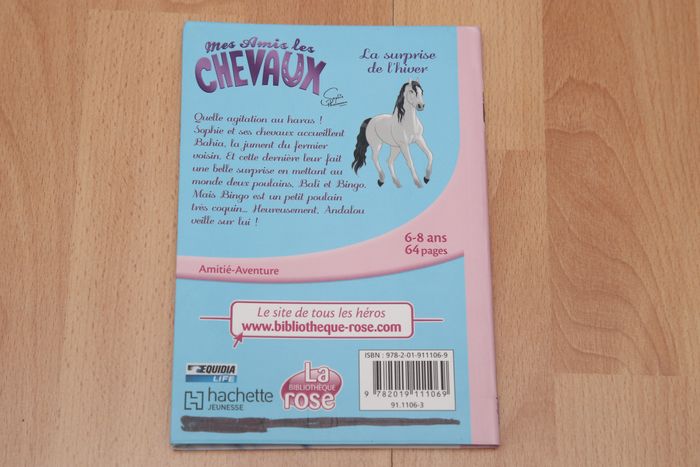 Mes Amis les
CHEVAUX
La surprise
de l'hiver
Quelle agitation au haras !
Sophie et ses chevaux accueillent
Bahia, la jument du fermier
voisin. Et cette dernière leur fait
une belle surprise en mettant au
monde deux poulains, Bali et Bingo.
Mais Bingo est un petit poulain
très coquin... Heureusement, Andalou
veille sur lui !
6-8 ans
64 pages
Amitié-Aventure
Le site de tous les héros
www.bibliotheque-rose.com
ISBN : 978-2-01-911106-9
9 782019 111069
91.1106-3
EQUIDIA
LIFE
hachette
JEUNESSE
La
BIBLIOTHÈQUE
rose